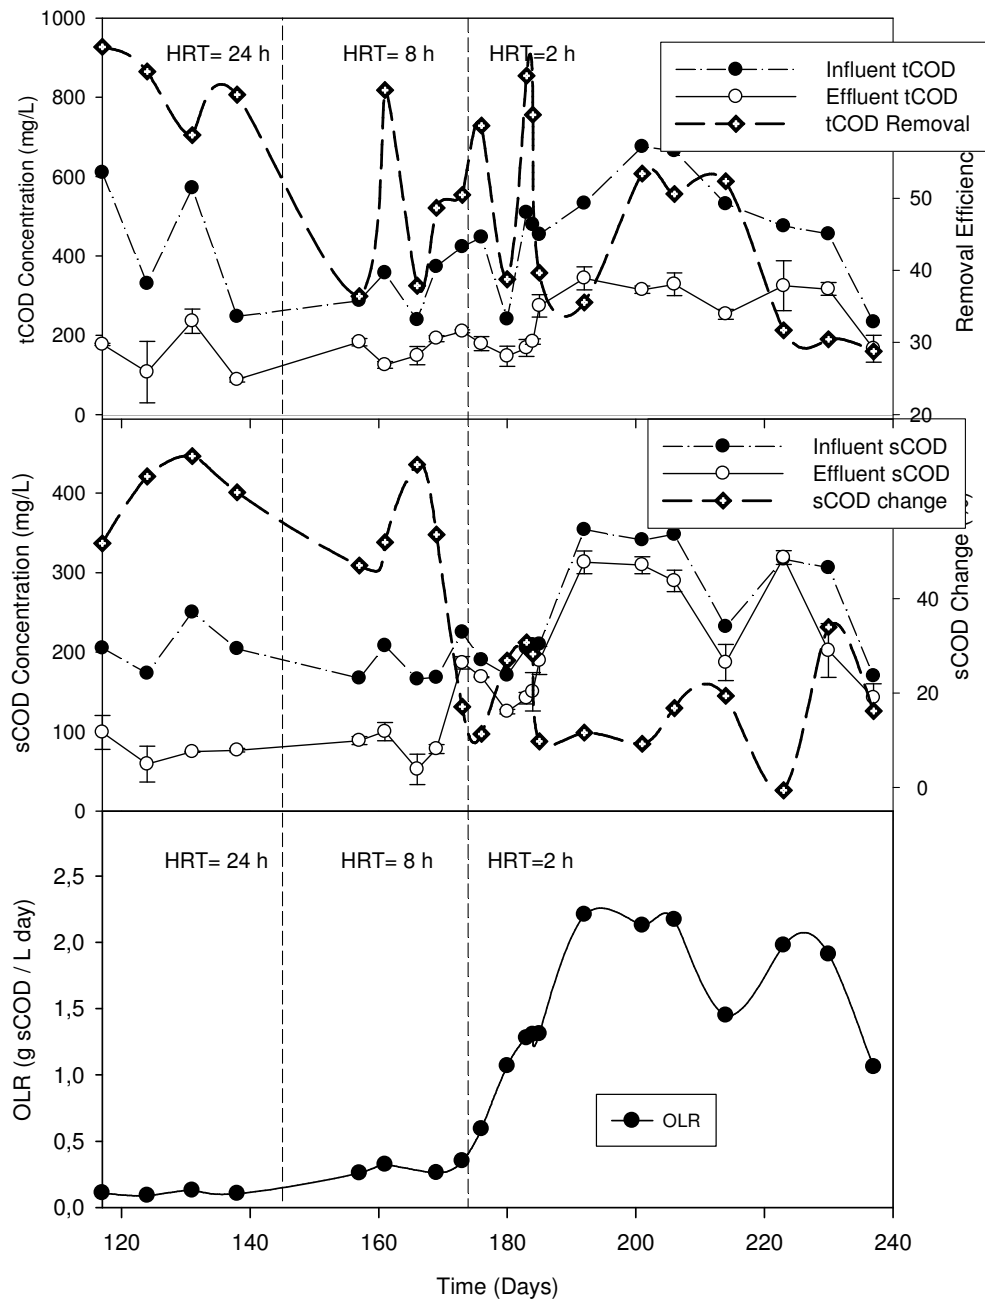 1000
800
600
400
200
0
tCOD Concentration (mg/L)
HRT= 24 h
HRT= 8 h
HRT=2 h
Influent tCOD
Effluent tCOD
tCOD Removal
50
40
30
20
Removal Efficienc
400
300
200
100
0
sCOD Concentration (mg/L)
Influent sCOD
Effluent sCOD
sCOD change
40
20
0
sCOD Change
HRT= 24 h
HRT= 8 h
HRT=2 h
2,5
2,0
1,5
1,0
0,5
0,0
OLR (g sCOD / L day)
OLR
120 140 160 180 200 220 240
Time (Days)